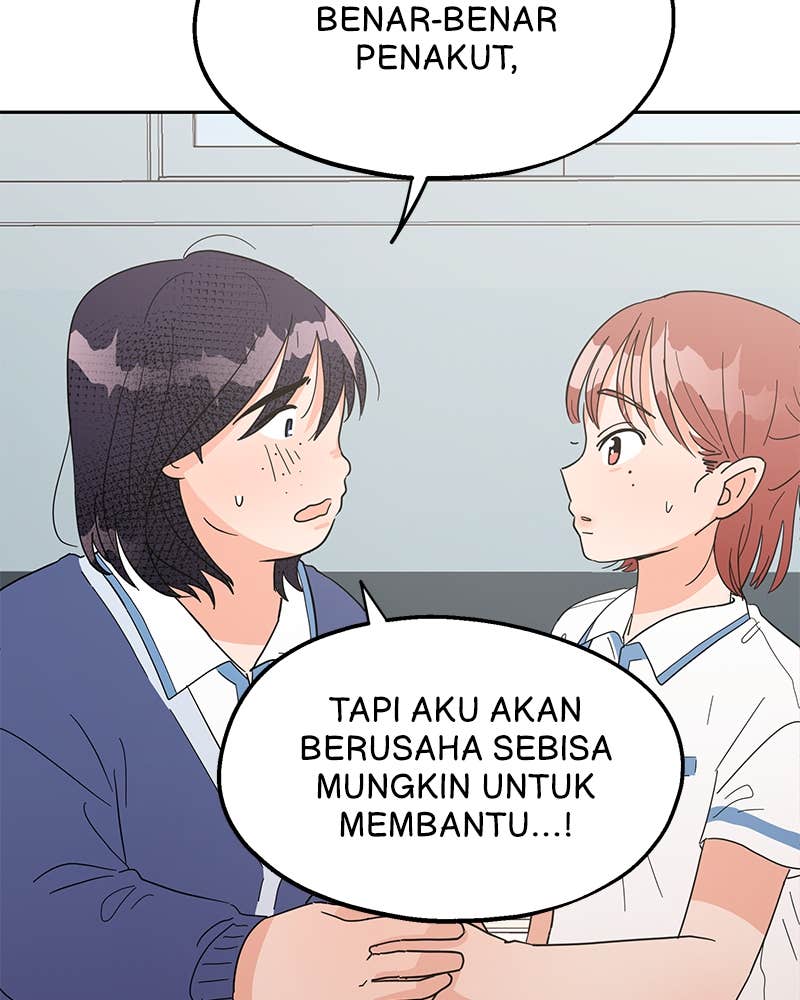 BENAR-BENAR
PENAKUT,
TAPI AKU AKAN
BERUSAHA SEBISA
MUNGKIN UNTUK
MEMBANTU...!